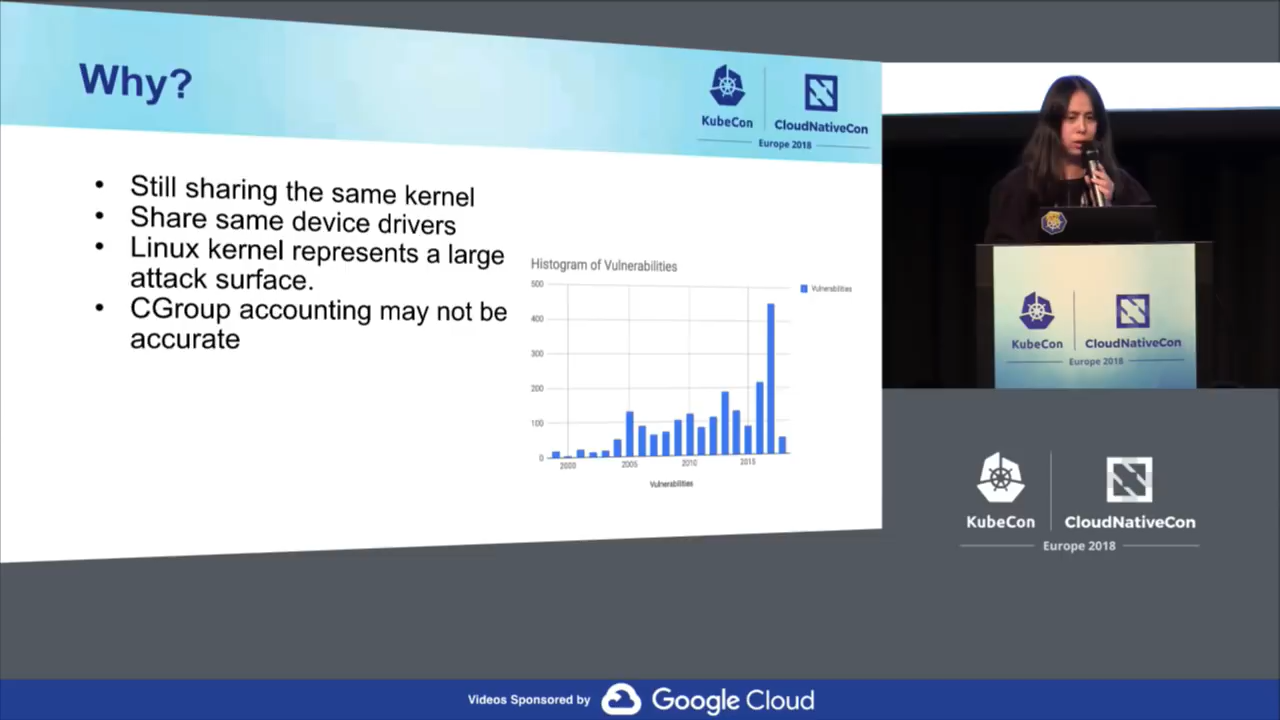 Why?
KubeCon
CloudNativeCon
Europe 2018
• Still sharing the same kernel
• Share same device drivers
• Linux kernel represents a large
attack surface.
• CGroup accounting may not be
accurate
Histogram of Vulnerabilities
Vulnerabilities
500
400
300
200
100
0
2000
2005
2010
2015
Vulnerabilities
KubeCon
CloudNativeCon
Europe 2018
KubeCon
CloudNativeCon
Europe 2018
Videos Sponsored by
Google Cloud